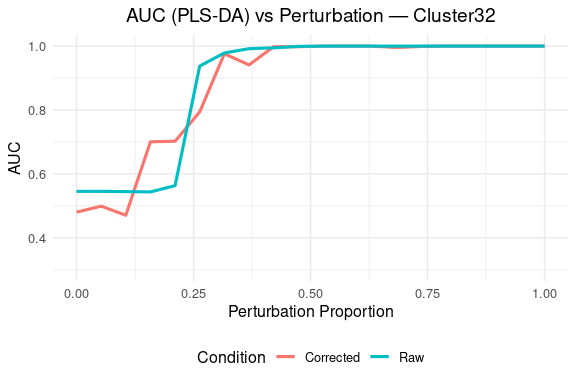 AUC (PLS-DA) vs Perturbation — Cluster32
1.0
0.8
0.6
0.4
AUC
0.00 0.25 0.50 0.75 1.00
Perturbation Proportion
Condition Corrected Raw